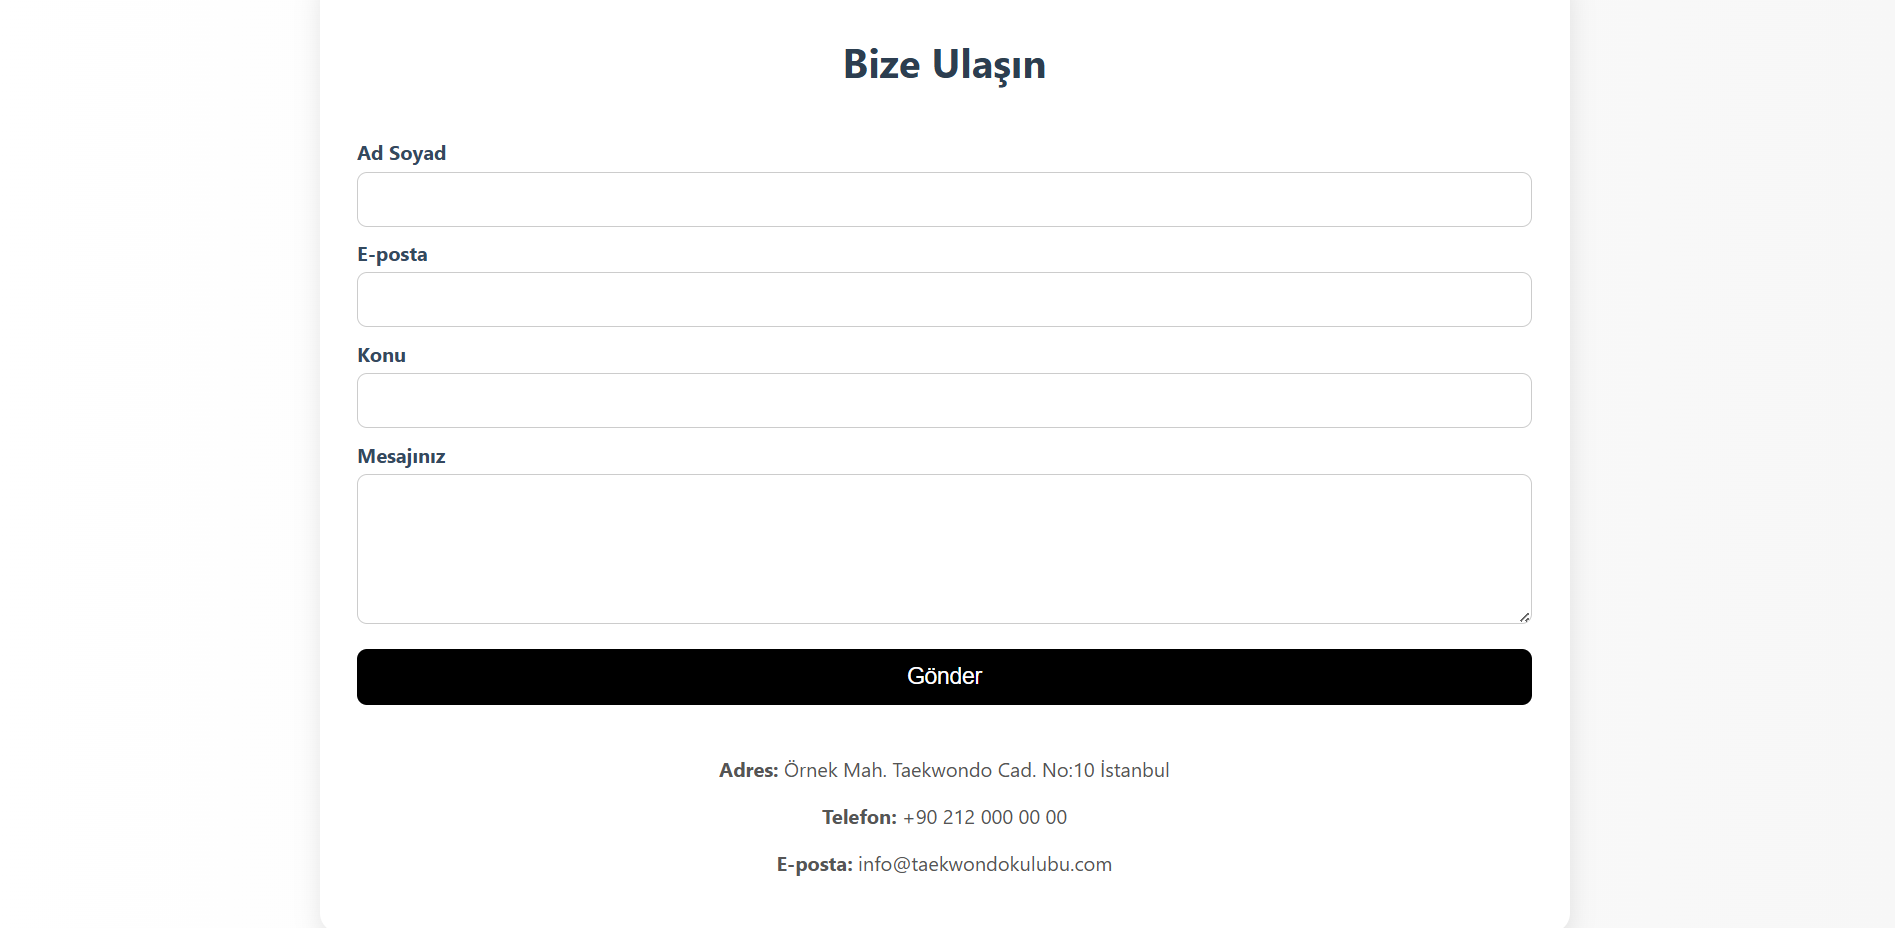 Bize Ulaşın
Ad Soyad
E-posta
Konu
Mesajınız
Gönder
Adres: Örnek Mah. Taekwondo Cad. No:10 İstanbul
Telefon: +90 212 000 00 00
E-posta: info@taekwondokulubu.com